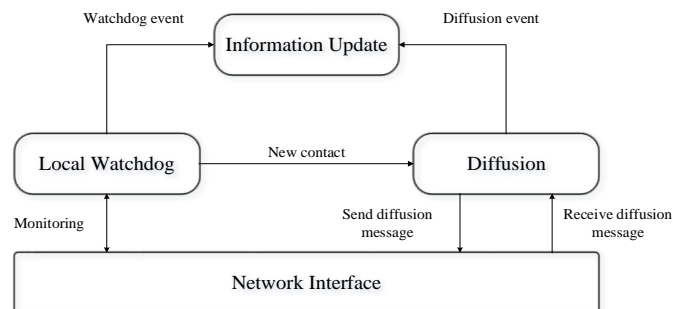 Watchdog event
Diffusion event
Information Update
Local Watchdog
New contact
Diffusion
Monitoring
Send diffusion
message
Receive diffusion
message
Network Interface